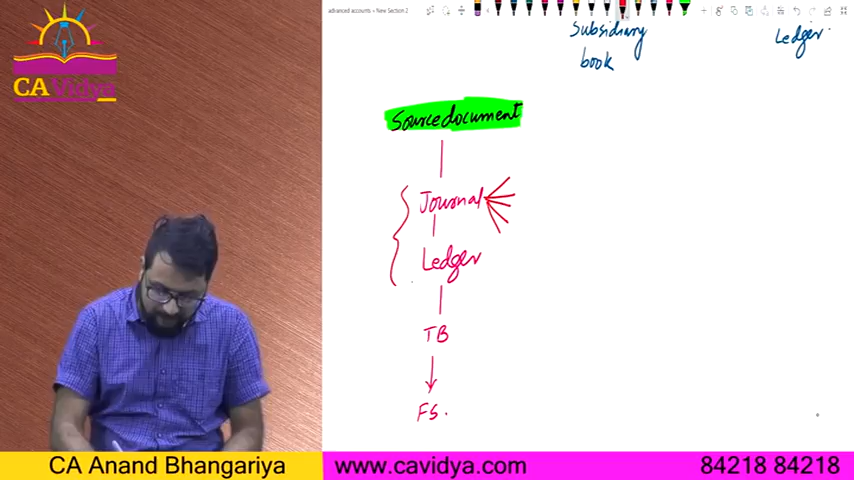 advanced accounts » New Section 2
Subsidiary
book
Ledger
CA Vidya
Source document
Journal
Ledger
TB
FS.
CA Anand Bhangariya
www.cavidya.com
84218 84218